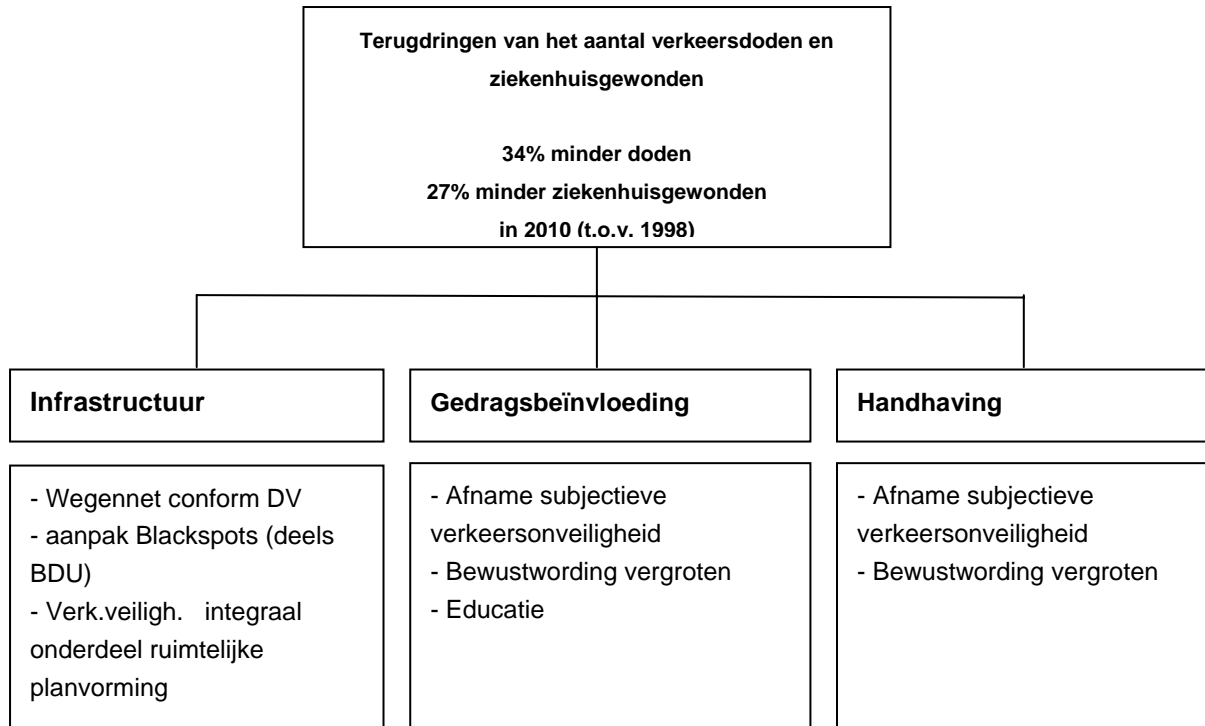 Terugdringen van het aantal verkeersdoden en
ziekenhuisgewonden
34% minder doden
27% minder ziekenhuisgewonden
in 2010 (t.o.v. 1998)
Infrastructuur
- Wegennet conform DV
- aanpak Blackspots (deels
BDU)
- Verk.veiligh. integraal
onderdeel ruimtelijke
planvorming
Gedragsbeïnvloeding
- Afname subjectieve
verkeersonveiligheid
- Bewustwording vergroten
- Educatie
Handhaving
- Afname subjectieve
verkeersonveiligheid
- Bewustwording vergroten